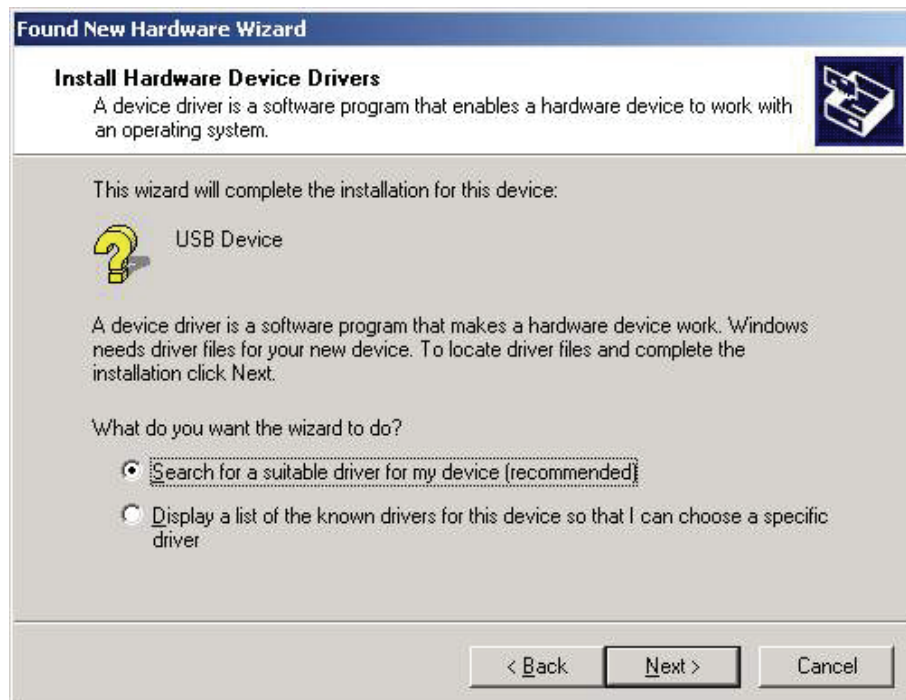 Found New Hardware Wizard
Install Hardware Device Drivers
A device driver is a software program that enables a hardware device to work with
an operating system.
This wizard will complete the installation for this device:
USB Device
A device driver is a software program that makes a hardware device work. Windows
needs driver files for your new device. To locate driver files and complete the
installation click Next.
What do you want the wizard to do?
Search for a suitable driver for my device (recommended)
Display a list of the known drivers for this device so that I can choose a specific
driver
< Back Next > Cancel